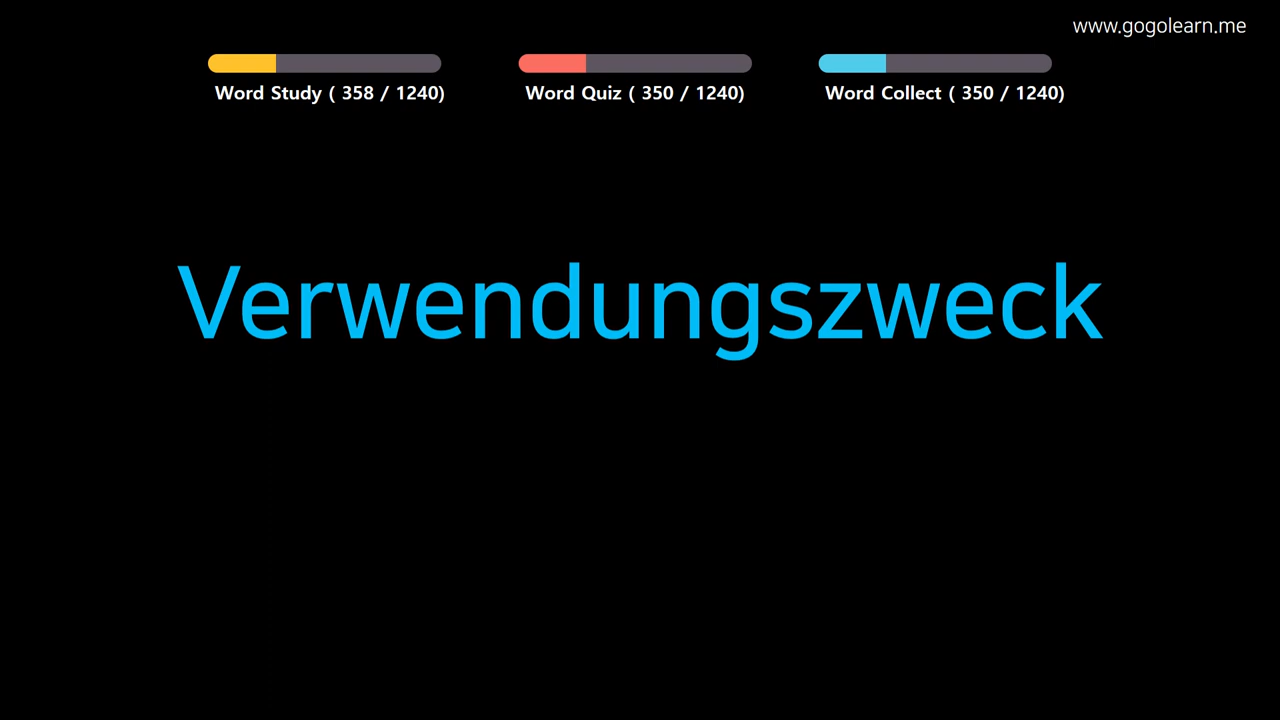 www.gogolearn.me
Word Study ( 358 / 1240)
Word Quiz ( 350 / 1240)
Word Collect ( 350 / 1240)
Verwendungszweck